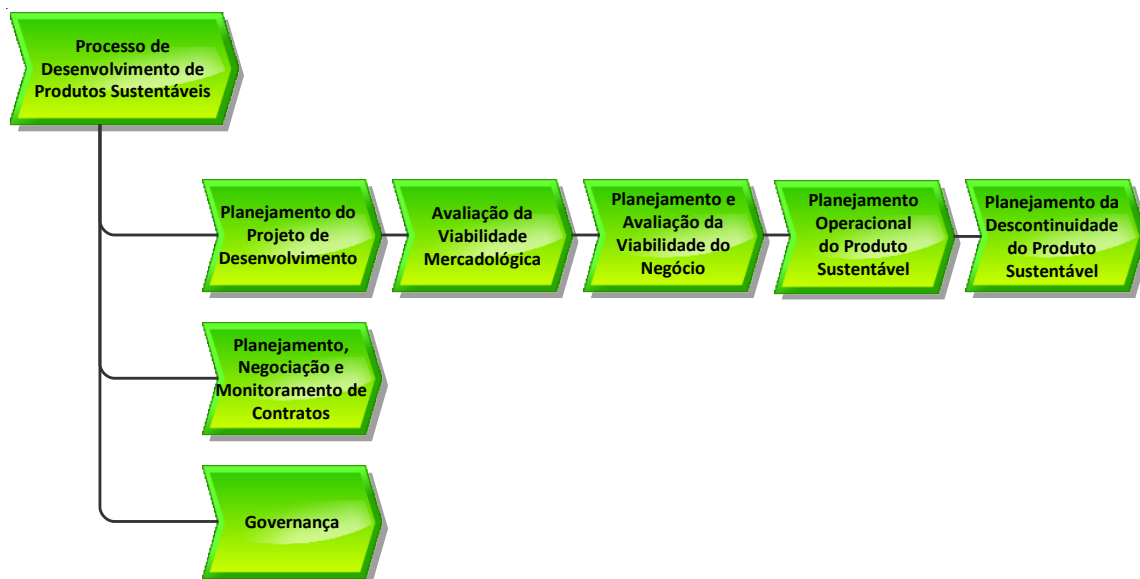 Processo de
Desenvolvimento de
Produtos Sustentáveis
Planejamento do
Projeto de
Desenvolvimento
Avaliação da
Viabilidade
Mercadológica
Planejamento e
Avaliação da
Viabilidade do
Negócio
Planejamento
Operacional
do Produto
Sustentável
Planejamento da
Descontinuidade
do Produto
Sustentável
Planejamento,
Negociação e
Monitoramento de
Contratos
Governança